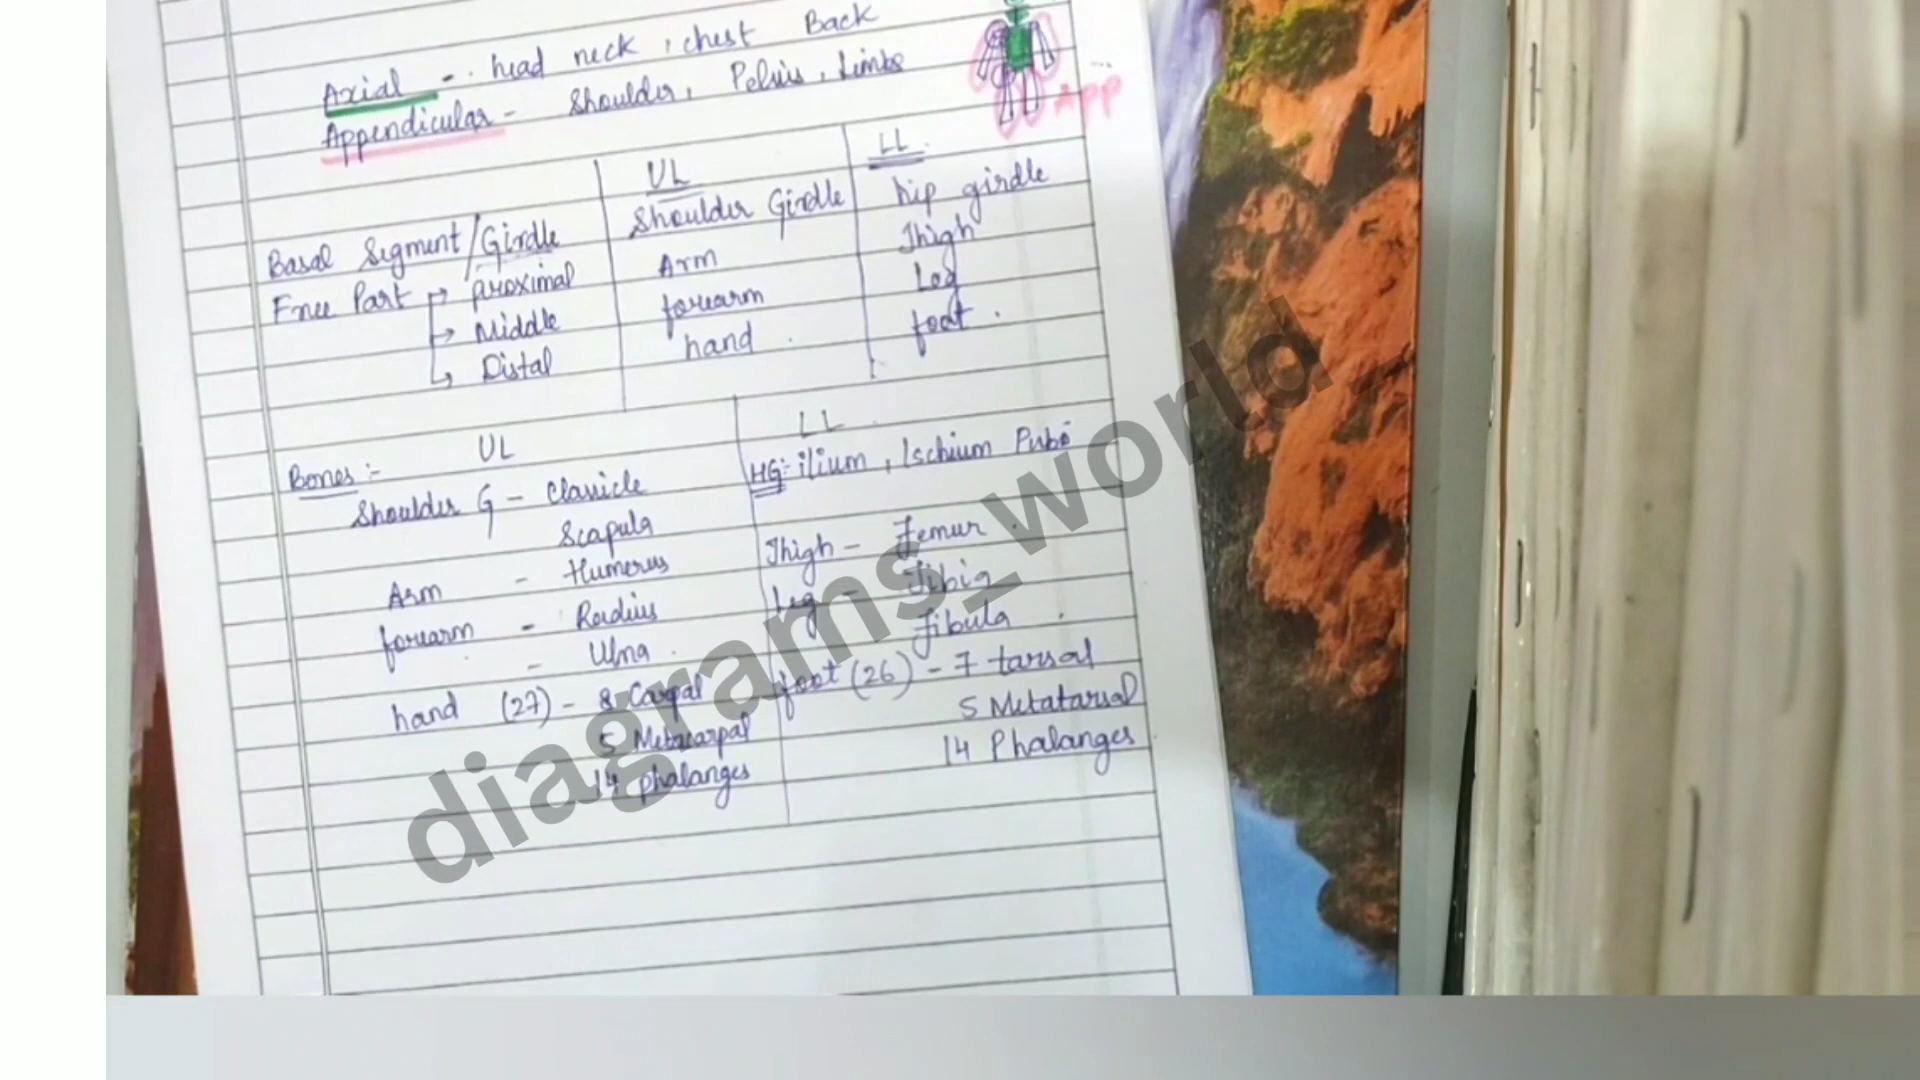 Axial - head neck, chest Back
Appendicular - Shoulder, Pelvis, Limbs
APP
UL LL
Basal Segment/Girdle Shoulder Girdle hip girdle
Free Part → proximal Arm Thigh
→ Middle forearm Leg
→ Distal hand foot.
Bones :- UL LL
Shoulder G - Clavicle HG:- ilium, Ischium Pubo
Scapula
Arm - Humerus Thigh - Femur
forearm - Radius Leg - Tibia
- Ulna Fibula
hand (27) - 8 Carpal foot (26) - 7 tarsal
5 Metacarpal 5 Metatarsal
14 phalanges 14 Phalanges
diagrams_world